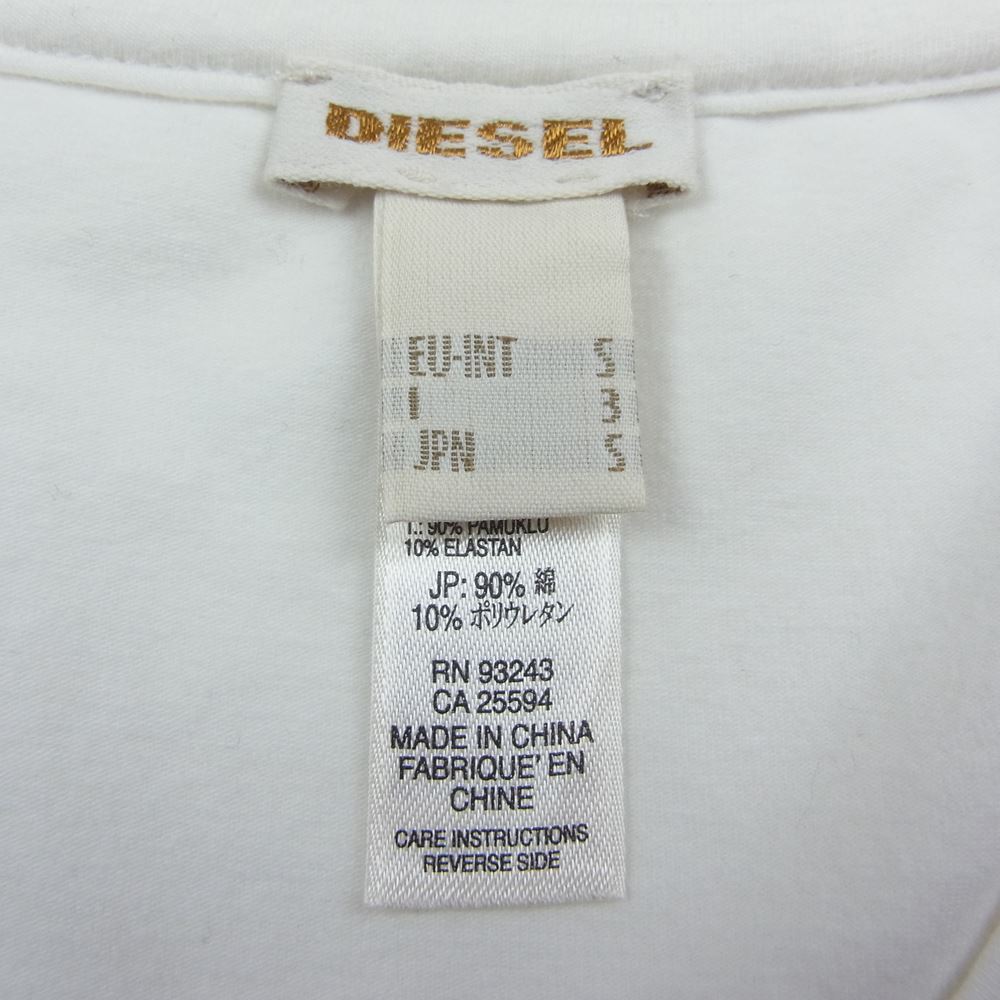 DIESEL
EU-INT S
I 3
JPN S
T.: 90% PAMUKLU
10% ELASTAN
JP: 90% 綿
10% ポリウレタン
RN 93243
CA 25594
MADE IN CHINA
FABRIQUE' EN
CHINE
CARE INSTRUCTIONS
REVERSE SIDE